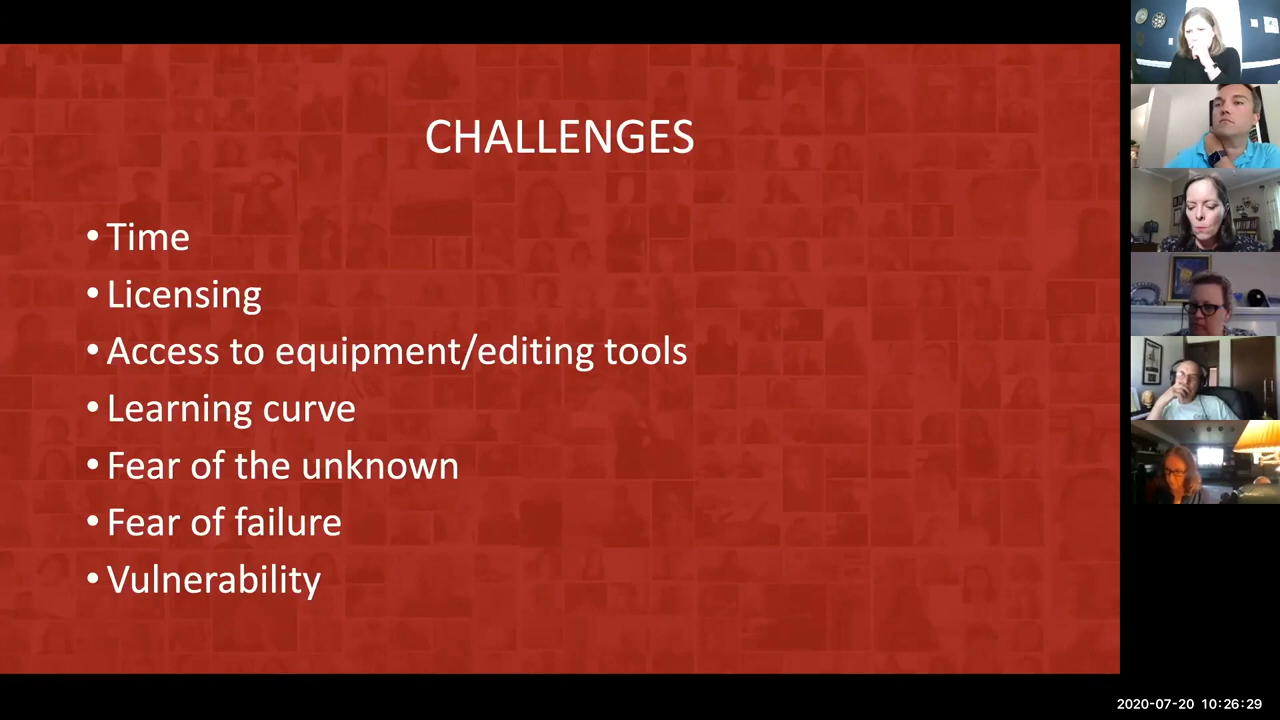 CHALLENGES
• Time
• Licensing
• Access to equipment/editing tools
• Learning curve
• Fear of the unknown
• Fear of failure
• Vulnerability
2020-07-20 10:26:29